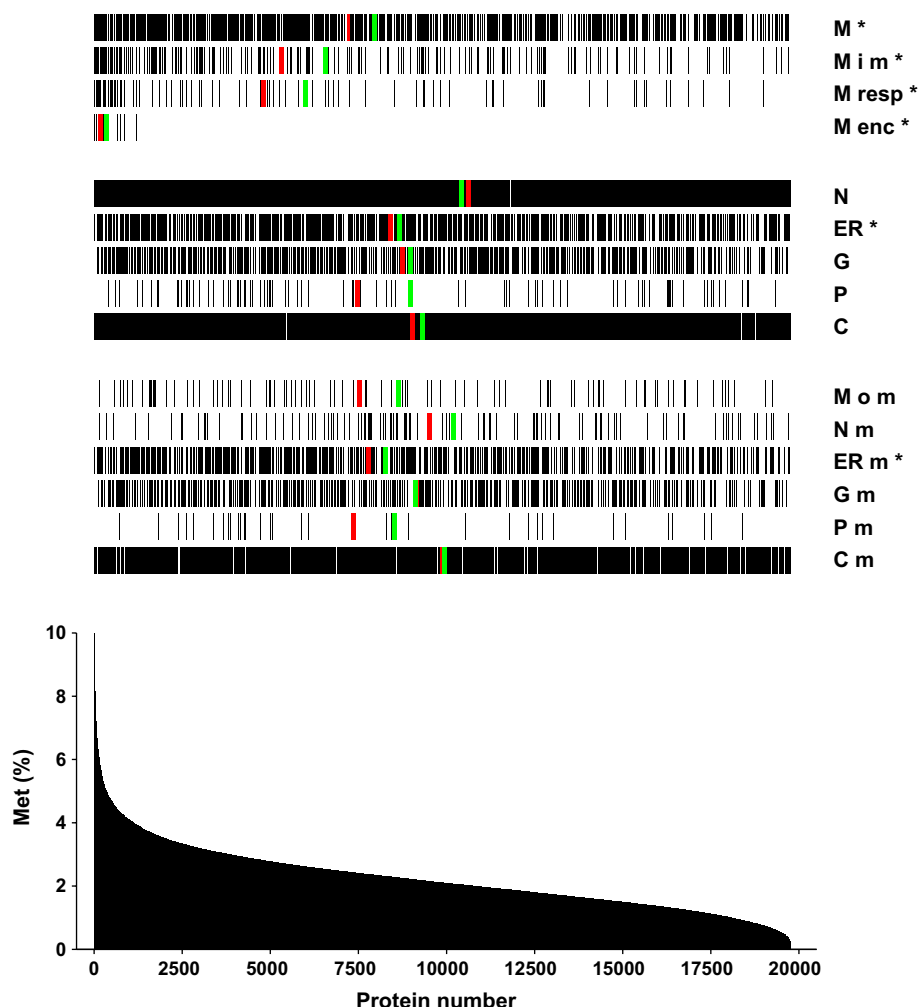 M *
M i m *
M resp *
M enc *
N
ER *
G
P
C
M o m
N m
ER m *
G m
P m
C m
10
8
6
4
2
0
Met (%)
0 2500 5000 7500 10000 12500 15000 17500 20000
Protein number